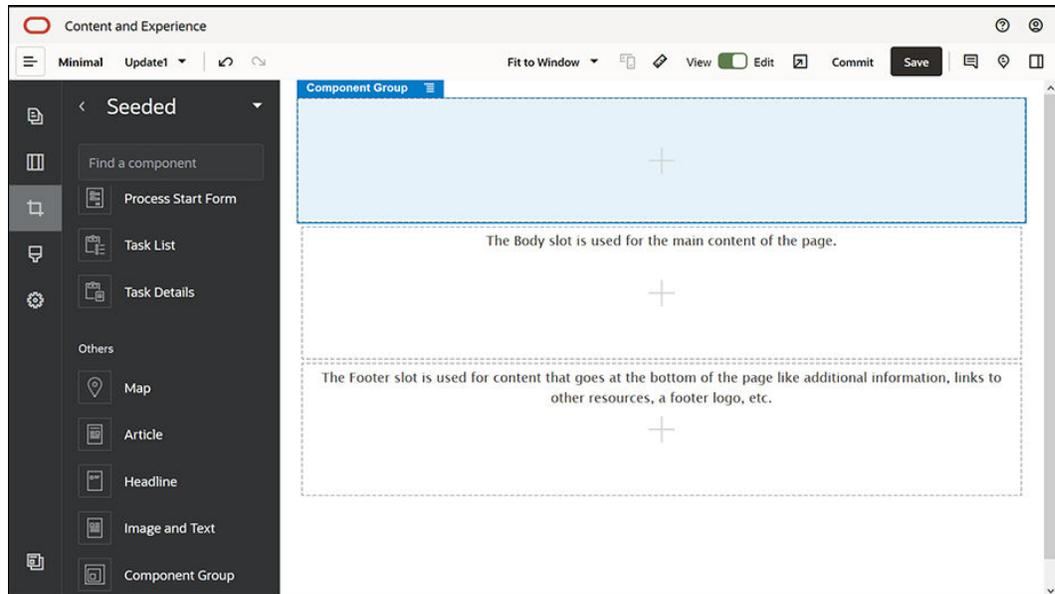 Content and Experience
Minimal Update1 Fit to Window View Edit Commit Save
Seeded
Find a component
Process Start Form
Task List
Task Details
Others
Map
Article
Headline
Image and Text
Component Group
Component Group
The Body slot is used for the main content of the page.
The Footer slot is used for content that goes at the bottom of the page like additional information, links to
other resources, a footer logo, etc.